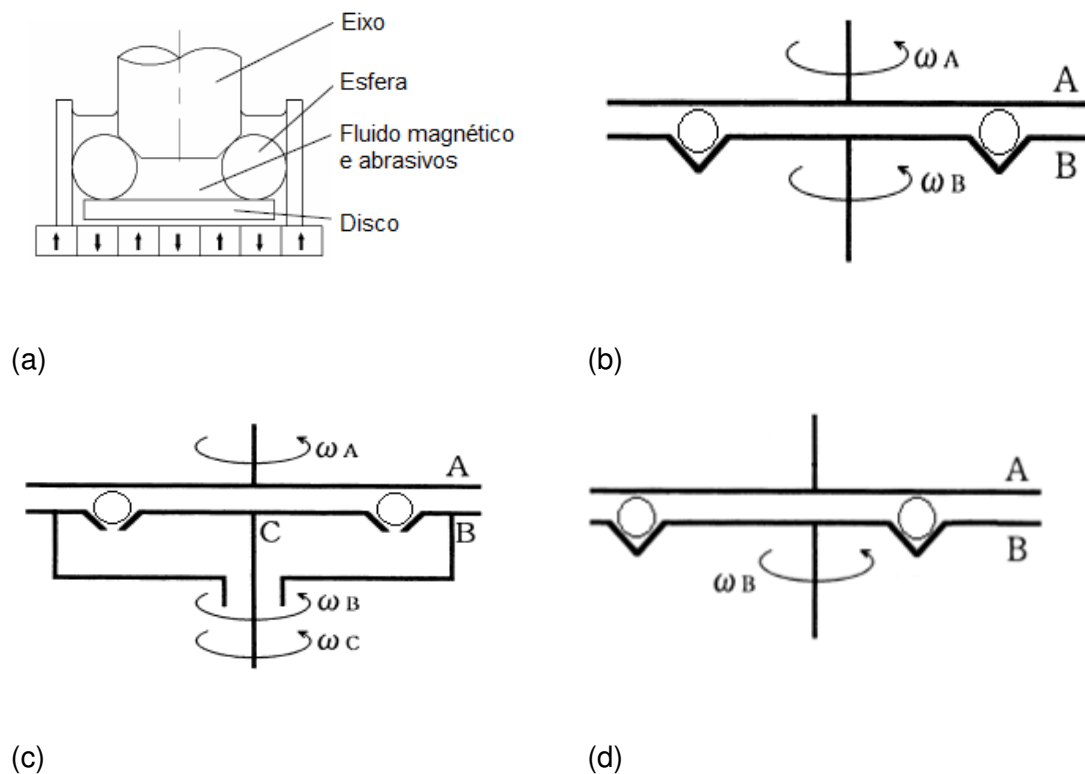 Eixo
Esfera
Fluido magnético
e abrasivos
Disco
(a)
ω A
A
B
ω B
(b)
ω A
A
C
B
ω B
ω C
(c)
A
B
ω B
(d)